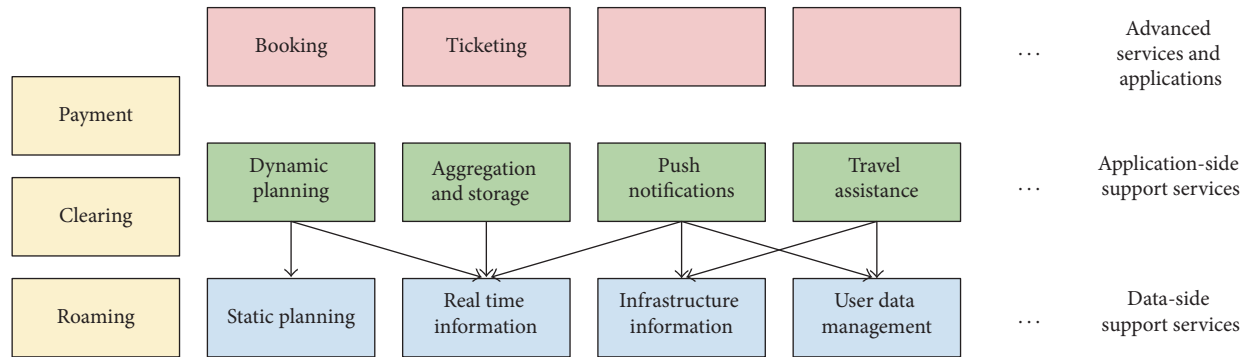 Booking
Ticketing
...
Advanced
services and
applications
Payment
Dynamic
planning
Aggregation
and storage
Push
notifications
Travel
assistance
...
Application-side
support services
Clearing
Roaming
Static planning
Real time
information
Infrastructure
information
User data
management
...
Data-side
support services